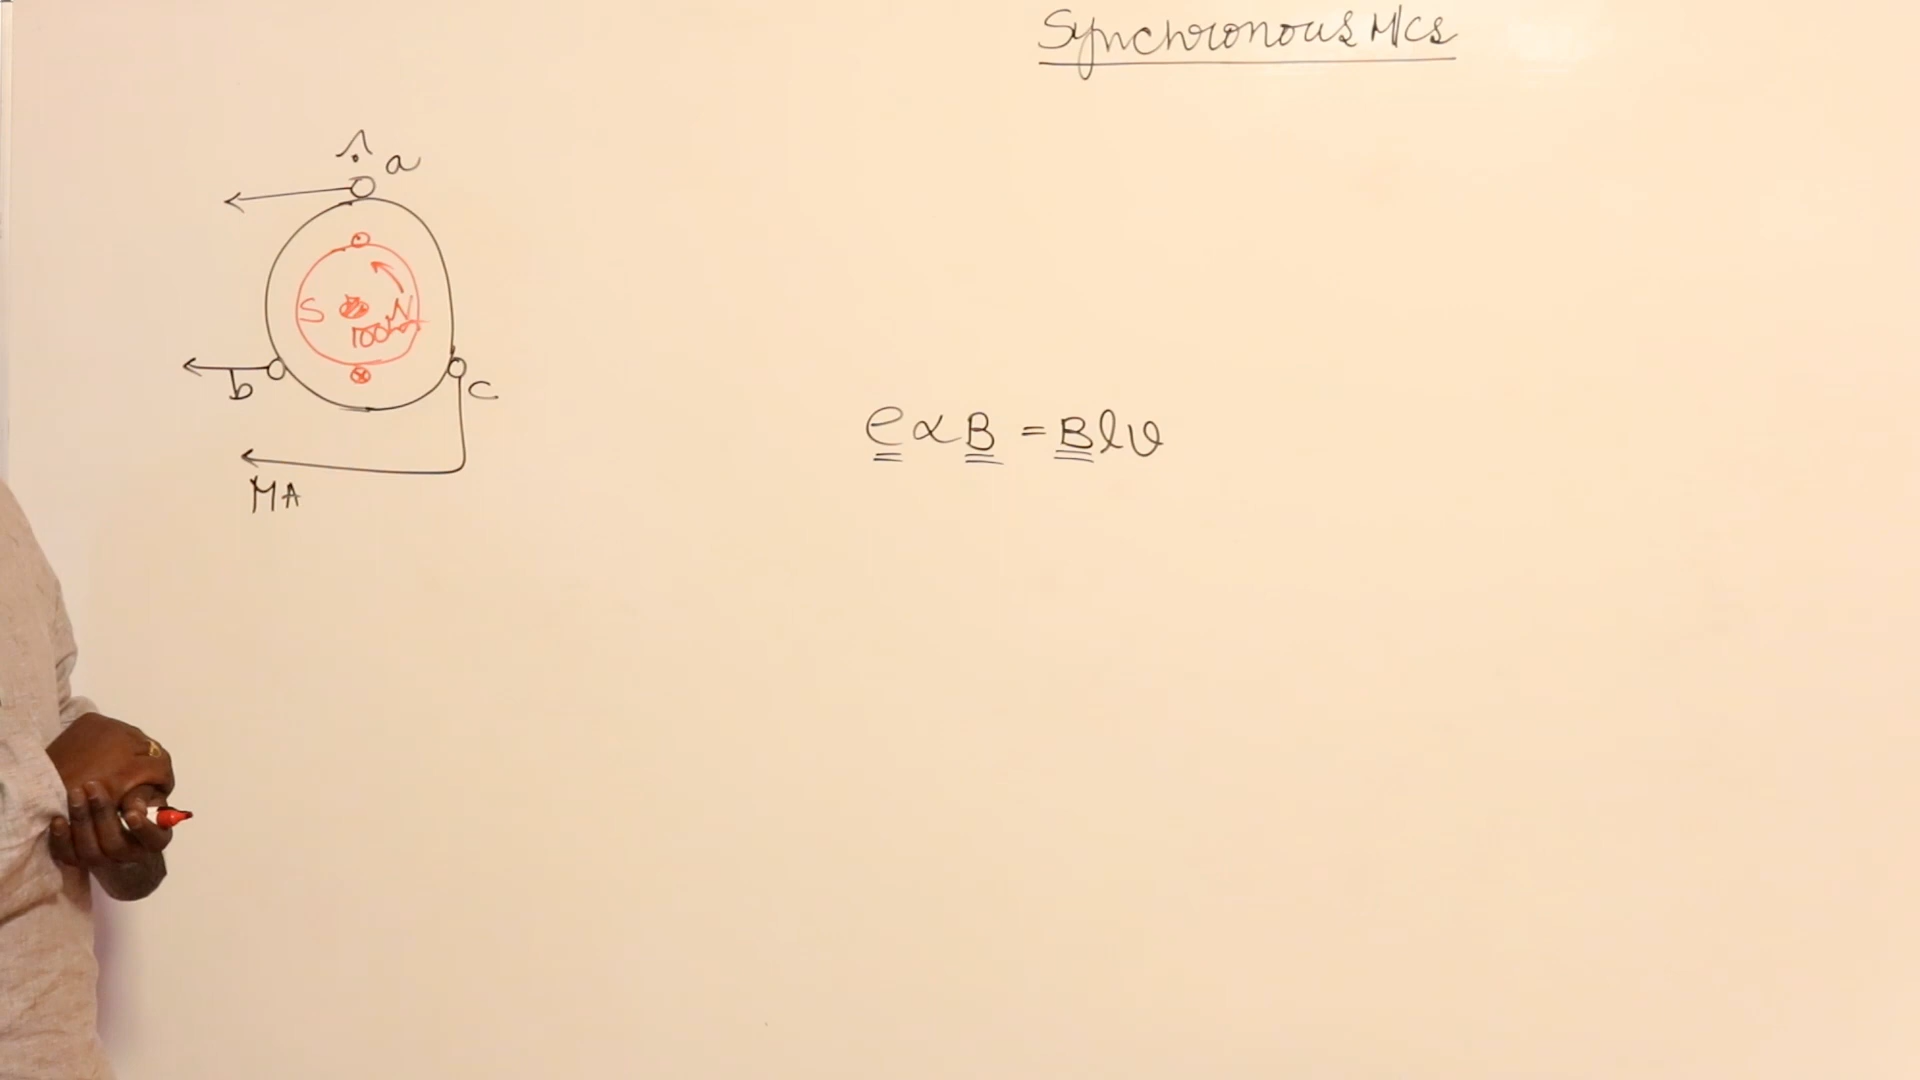 Synchronous M/cs
a
S N
b
c
MA
e ∝ B = Blv